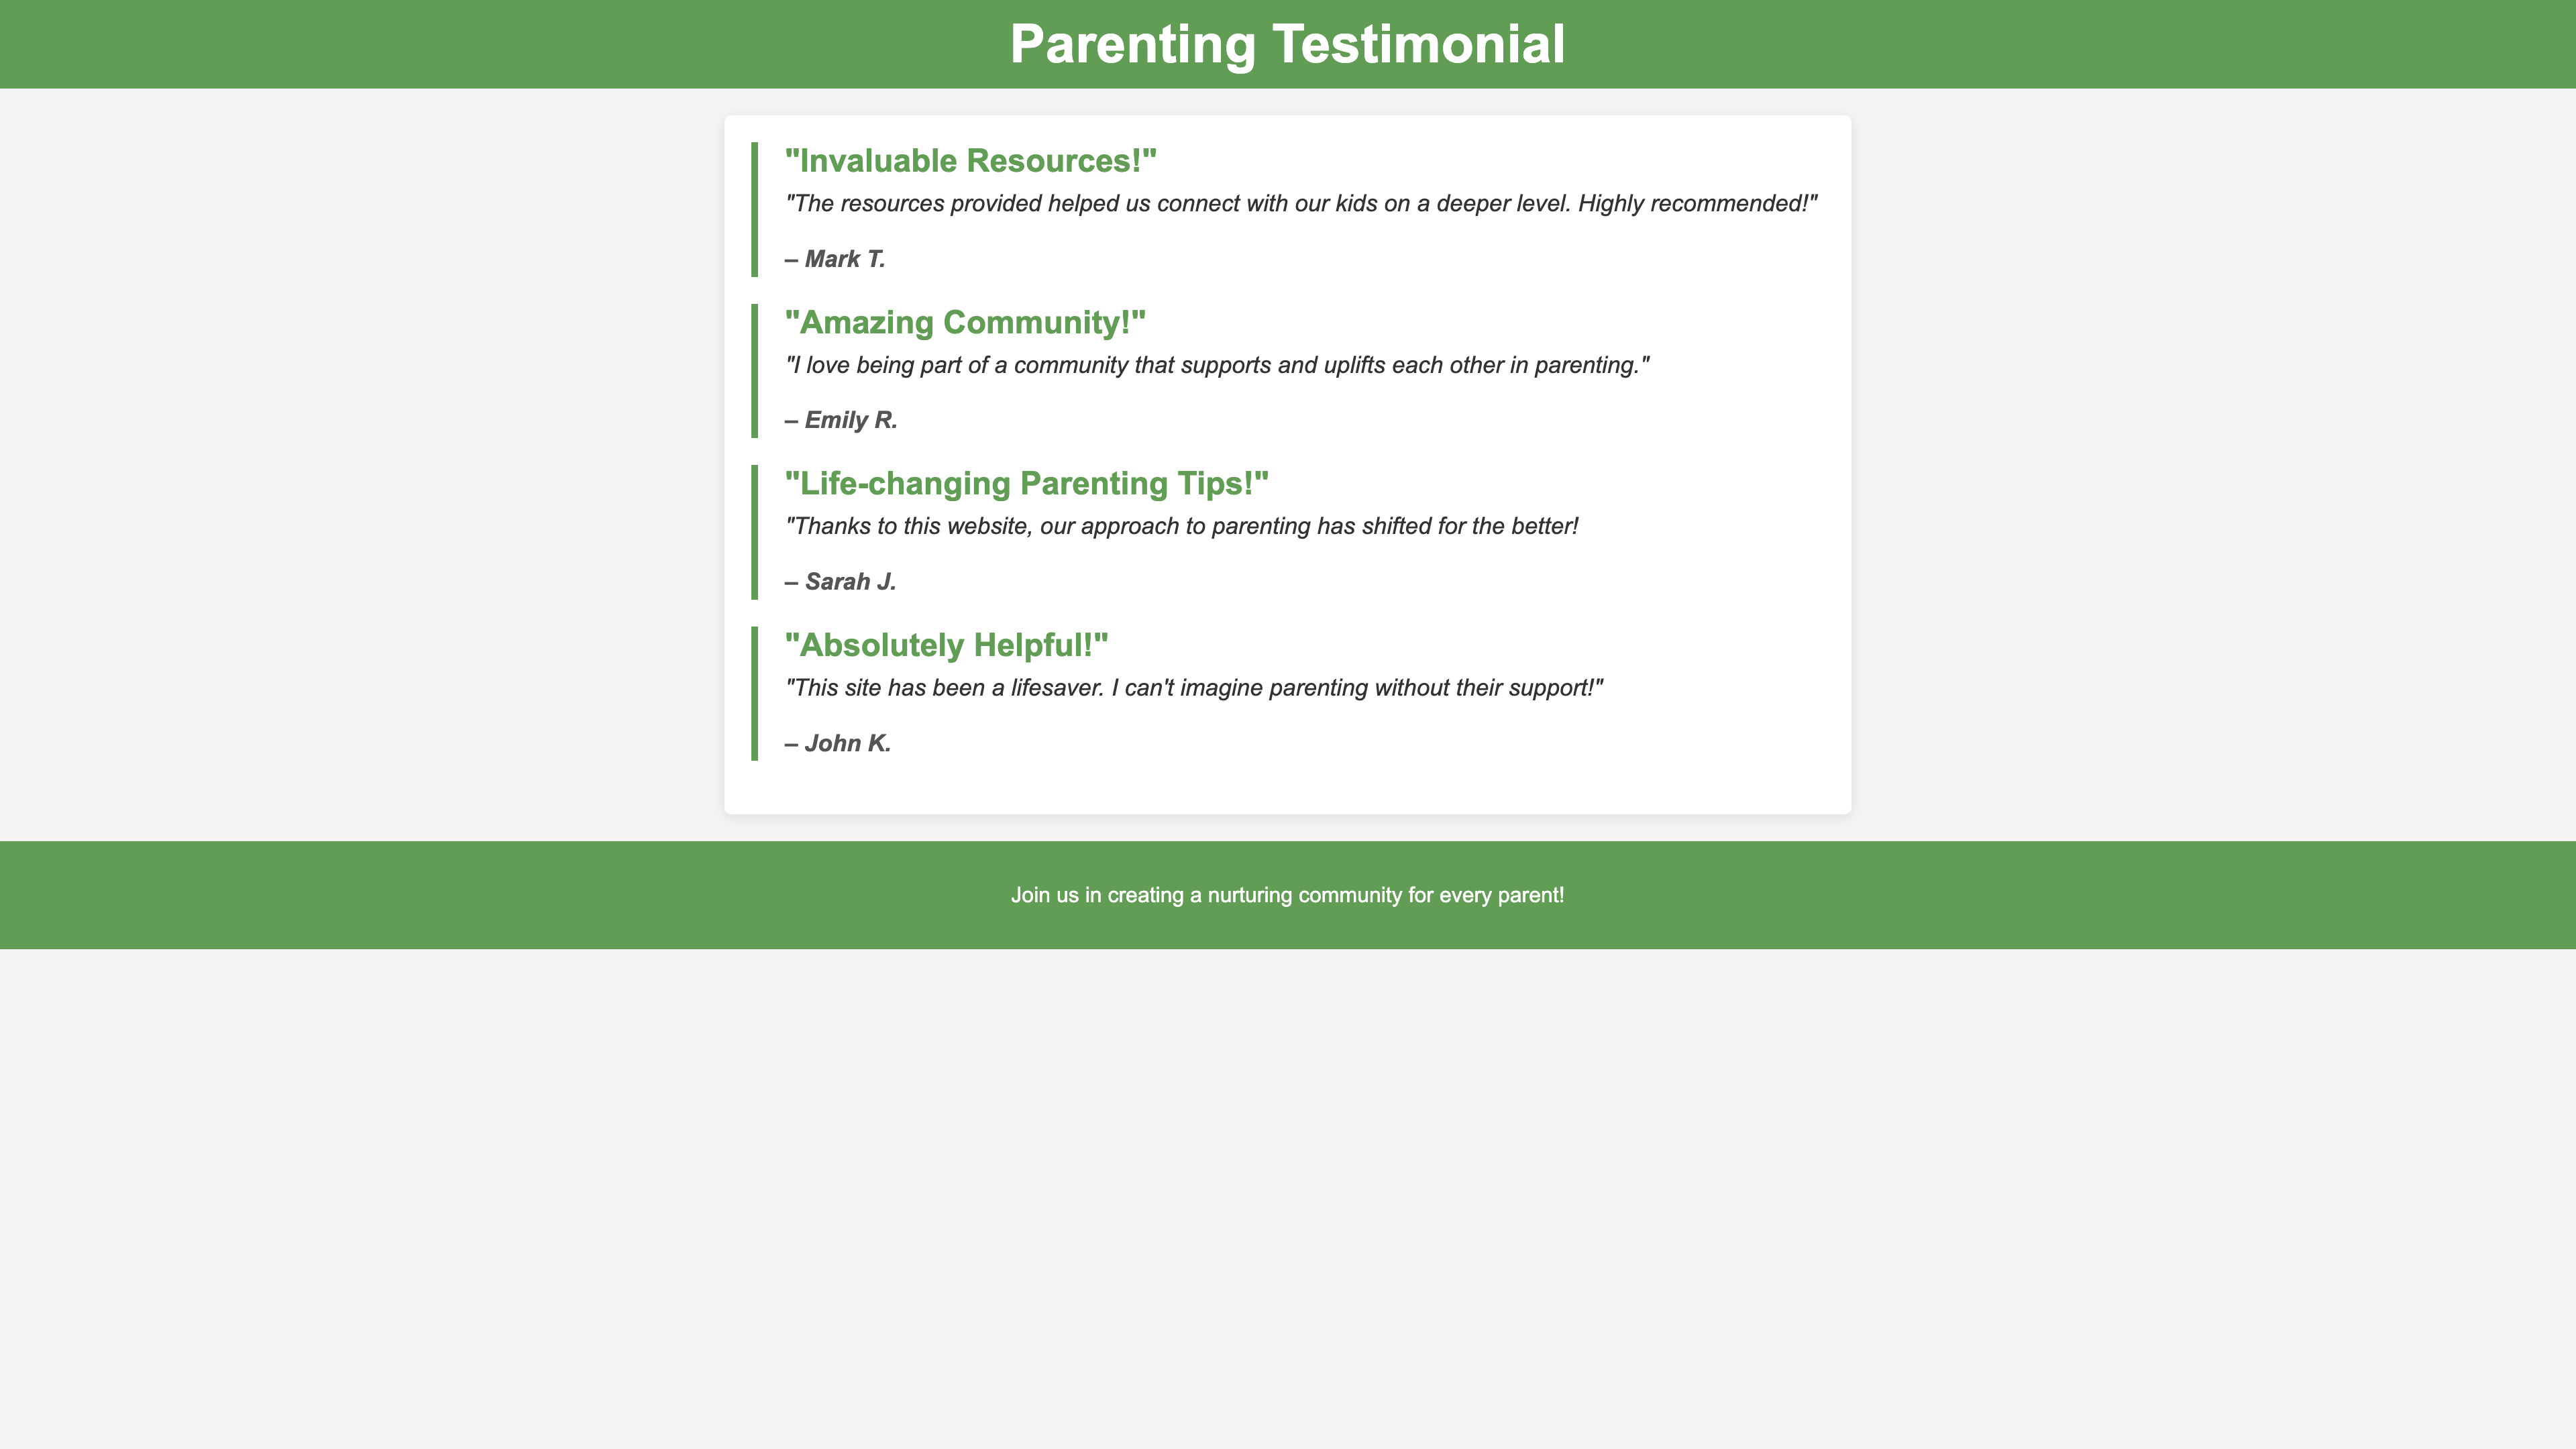 Parenting Testimonial
"Invaluable Resources!"
"The resources provided helped us connect with our kids on a deeper level. Highly recommended!"
– Mark T.
"Amazing Community!"
"I love being part of a community that supports and uplifts each other in parenting."
– Emily R.
"Life-changing Parenting Tips!"
"Thanks to this website, our approach to parenting has shifted for the better!
– Sarah J.
"Absolutely Helpful!"
"This site has been a lifesaver. I can't imagine parenting without their support!"
– John K.
Join us in creating a nurturing community for every parent!